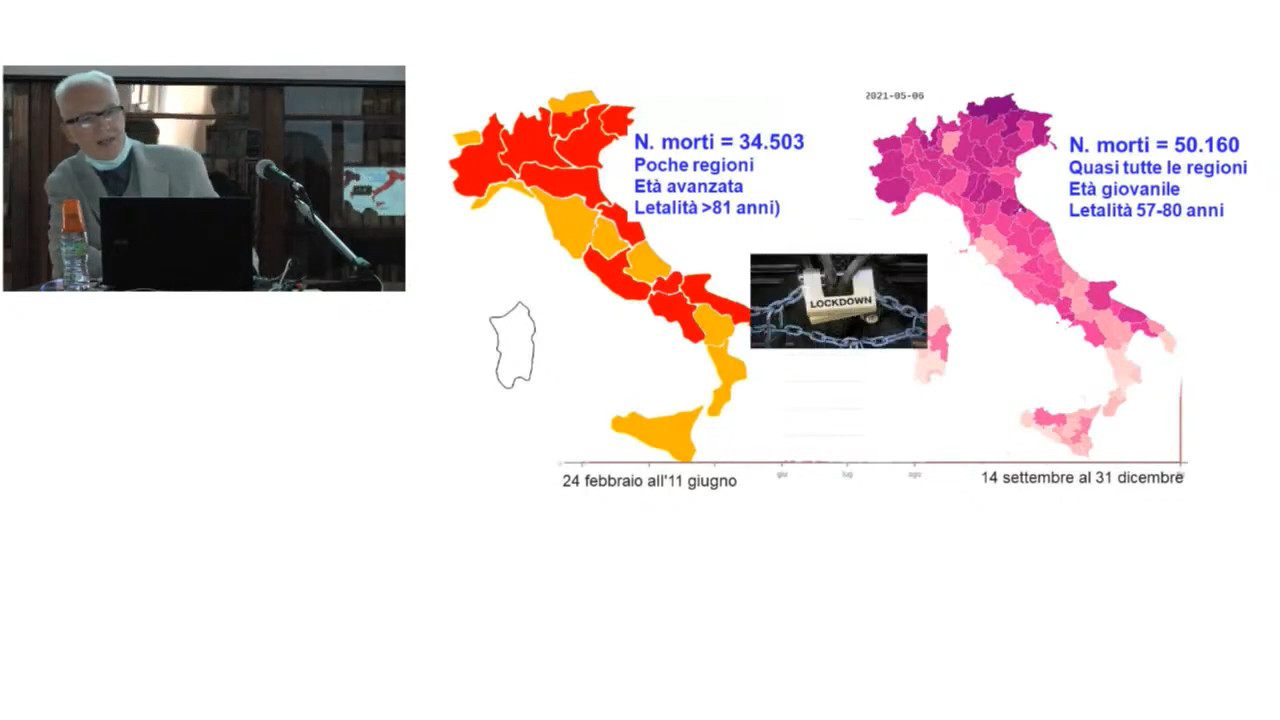 N. morti = 34.503
Poche regioni
Età avanzata
Letalità >81 anni)
2021-05-06
N. morti = 50.160
Quasi tutte le regioni
Età giovanile
Letalità 57-80 anni
LOCKDOWN
giu lug ago
24 febbraio all'11 giugno
14 settembre al 31 dicembre